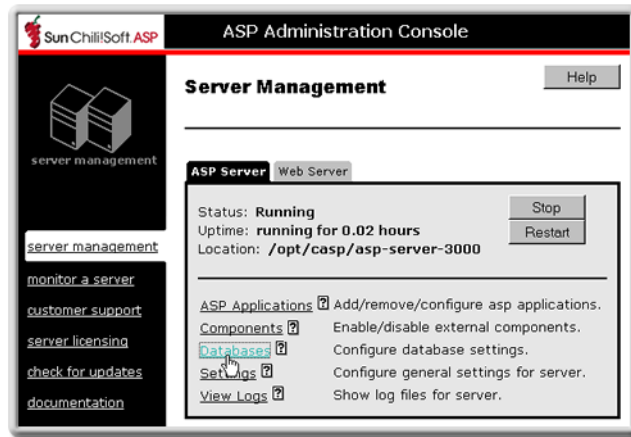 Sun Chili!Soft. ASP
ASP Administration Console
server management
server management
monitor a server
customer support
server licensing
check for updates
documentation
Server Management
Help
ASP Server
Web Server
Status: Running
Uptime: running for 0.02 hours
Location: /opt/casp/asp-server-3000
Stop
Restart
ASP Applications ? Add/remove/configure asp applications.
Components ? Enable/disable external components.
Databases ? Configure database settings.
Settings ? Configure general settings for server.
View Logs ? Show log files for server.